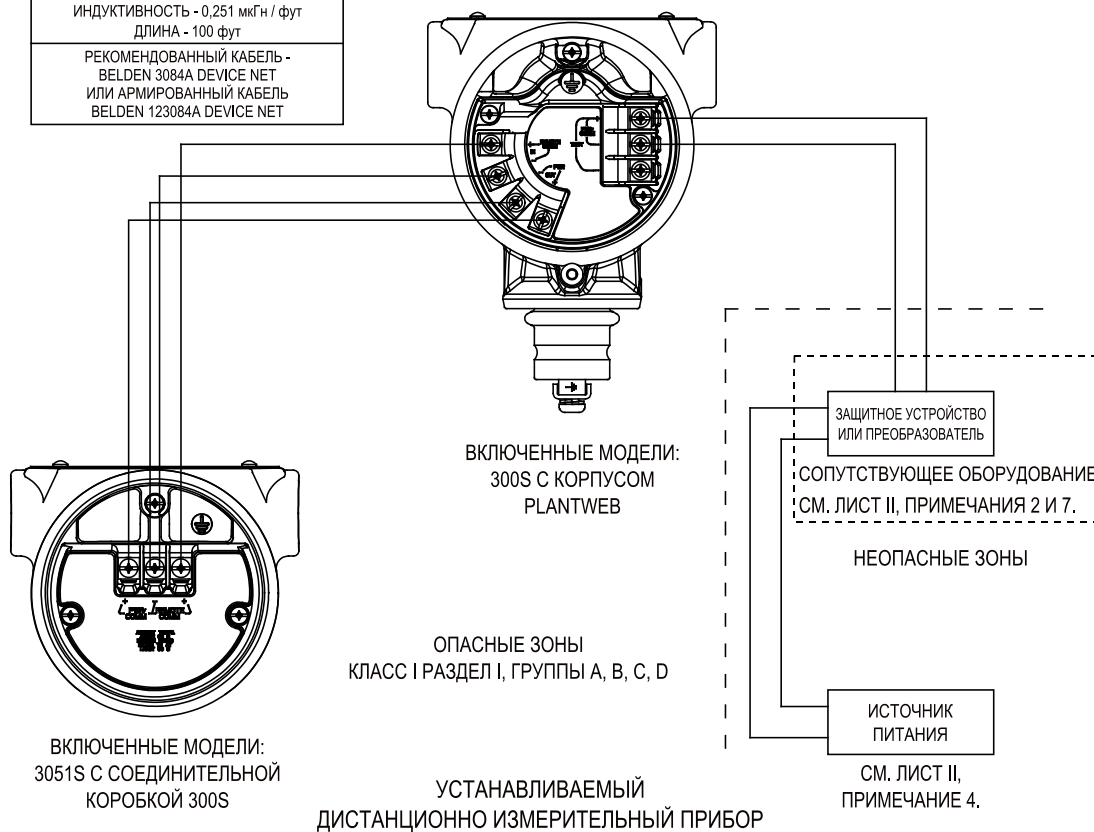 ИНДУКТИВНОСТЬ - 0,251 мкГн / фут
ДЛИНА - 100 фут
РЕКОМЕНДОВАННЫЙ КАБЕЛЬ -
BELDEN 3084A DEVICE NET
ИЛИ АРМИРОВАННЫЙ КАБЕЛЬ
BELDEN 123084A DEVICE NET
ВКЛЮЧЕННЫЕ МОДЕЛИ:
300S С КОРПУСОМ
PLANTWEB
ЗАЩИТНОЕ УСТРОЙСТВО
ИЛИ ПРЕОБРАЗОВАТЕЛЬ
СОПУТСТВУЮЩЕЕ ОБОРУДОВАНИЕ
СМ. ЛИСТ II, ПРИМЕЧАНИЯ 2 И 7.
НЕОПАСНЫЕ ЗОНЫ
ОПАСНЫЕ ЗОНЫ
КЛАСС I РАЗДЕЛ I, ГРУППЫ A, B, C, D
ИСТОЧНИК
ПИТАНИЯ
СМ. ЛИСТ II,
ПРИМЕЧАНИЕ 4.
ВКЛЮЧЕННЫЕ МОДЕЛИ:
3051S С СОЕДИНИТЕЛЬНОЙ
КОРОБКОЙ 300S
УСТАНАВЛИВАЕМЫЙ
ДИСТАНЦИОННО ИЗМЕРИТЕЛЬНЫЙ ПРИБОР